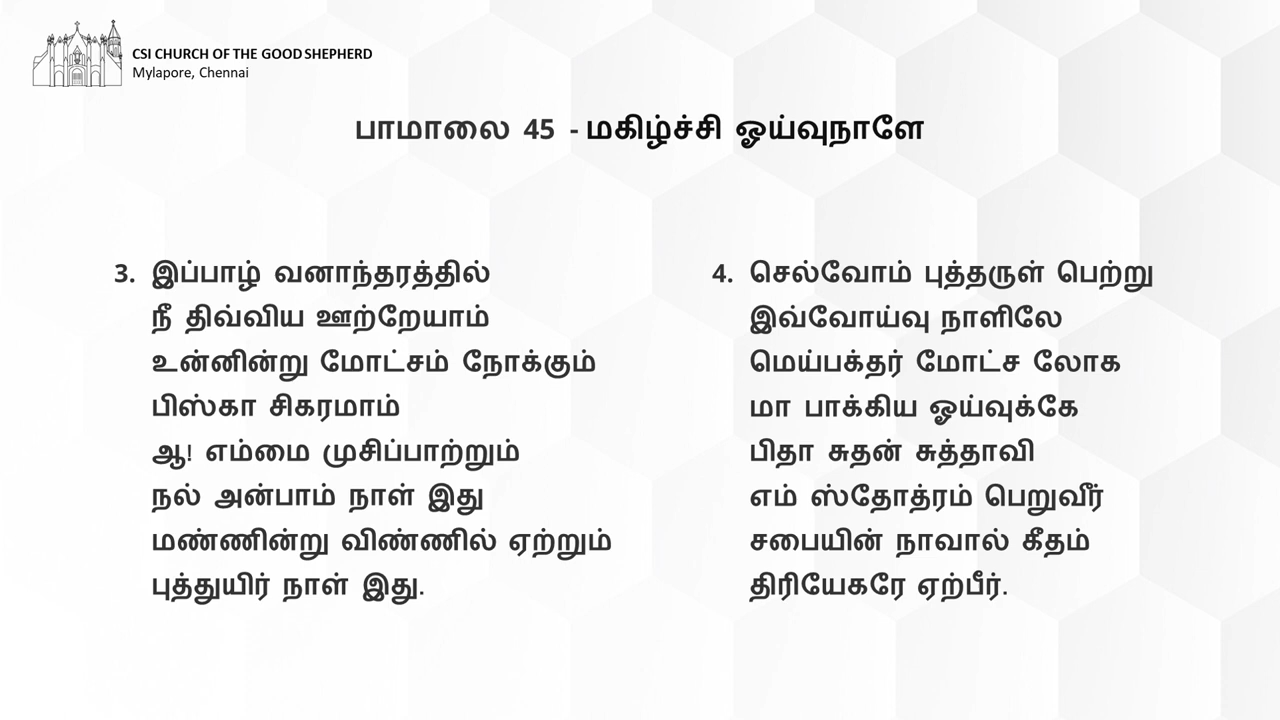 CSI CHURCH OF THE GOOD SHEPHERD
Mylapore, Chennai
பாமாலை 45 - மகிழ்ச்சி ஓய்வுநாளே
3. இப்பாழ் வனாந்தரத்தில்
நீ திவ்விய ஊற்றேயாம்
உன்னின்று மோட்சம் நோக்கும்
பிஸ்கா சிகரமாம்
ஆ! எம்மை முசிப்பாற்றும்
நல் அன்பாம் நாள் இது
மண்ணின்று விண்ணில் ஏற்றும்
புத்துயிர் நாள் இது.
4. செல்வோம் புத்தருள் பெற்று
இவ்வோய்வு நாளிலே
மெய்பக்தர் மோட்ச லோக
மா பாக்கிய ஓய்வுக்கே
பிதா சுதன் சுத்தாவி
எம் ஸ்தோத்ரம் பெறுவீர்
சபையின் நாவால் கீதம்
திரியேகரே ஏற்பீர்.